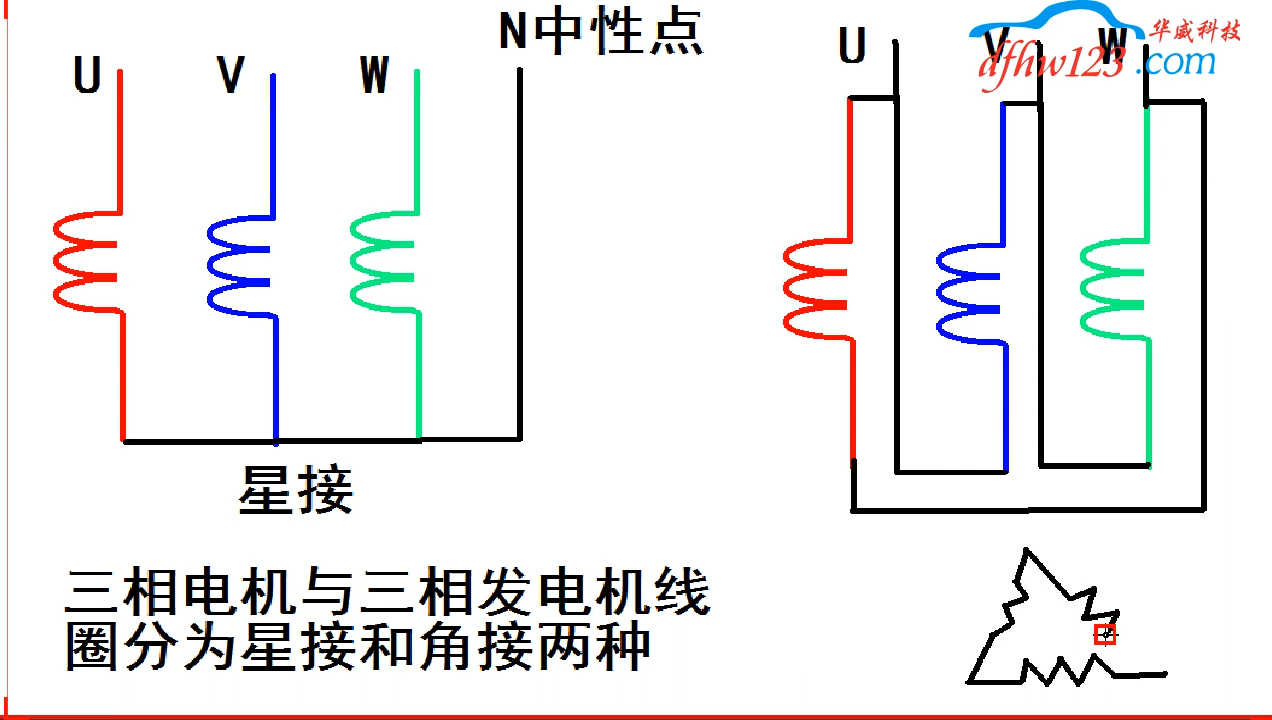 N中性点
U V W
U V W
华威科技
dfhw123.com
星接
三相电机与三相发电机线
圈分为星接和角接两种